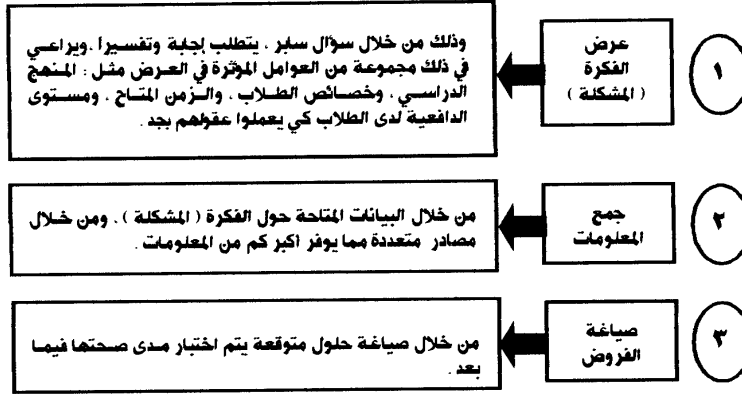 ١
عرض
الفكرة
( المشكلة )
وذلك من خلال سؤال سابر ، يتطلب إجابة وتفسيراً .ويراعي
في ذلك مجموعة من العوامل المؤثرة في العرض مثل : المنهج
الدراسي ، وخصائص الطلاب ، والزمن المتاح ، ومستوى
الدافعية لدى الطلاب كي يعملوا عقولهم بجد .
٢
جمع
المعلومات
من خلال البيانات المتاحة حول الفكرة ( المشكلة ) ، ومن خلال
مصادر متعددة مما يوفر اكبر كم من المعلومات .
٣
صياغة
الفروض
من خلال صياغة حلول متوقعة يتم اختبار مدى صحتها فيما
بعد .